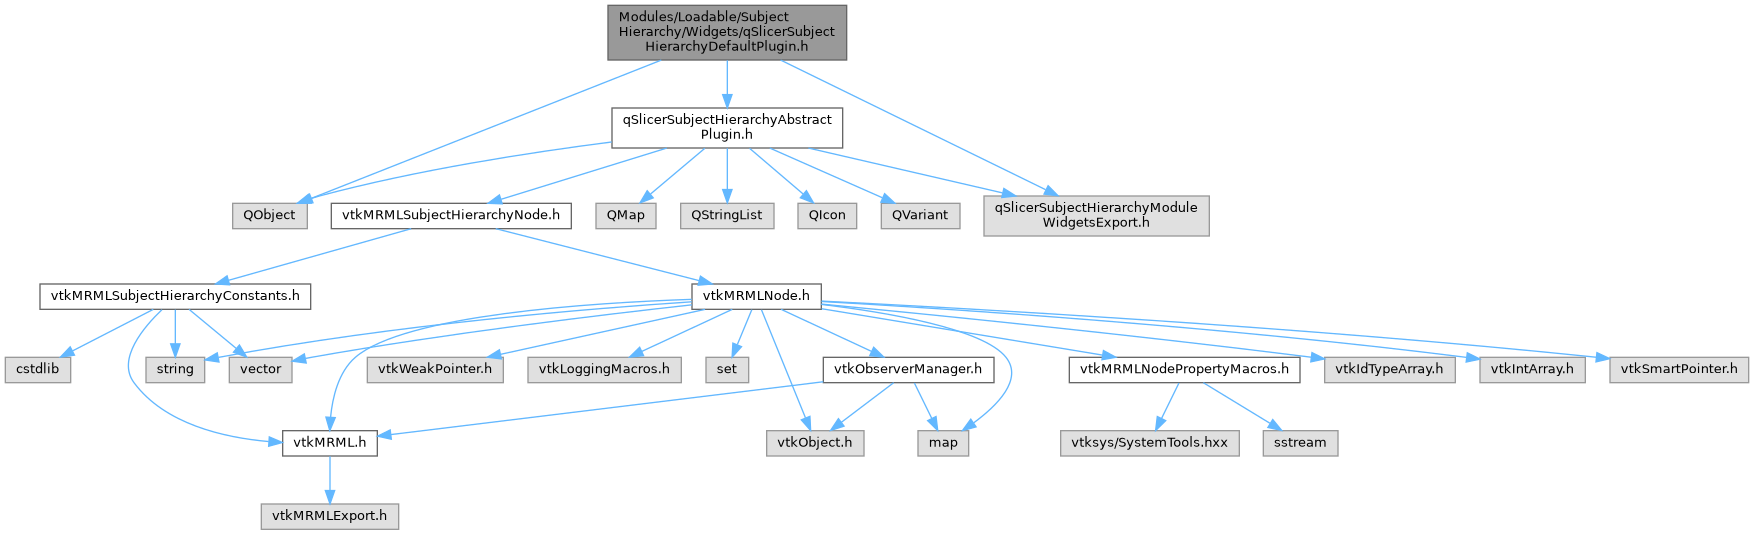 Modules/Loadable/Subject
Hierarchy/Widgets/qSlicerSubject
HierarchyDefaultPlugin.h
qSlicerSubjectHierarchyAbstract
Plugin.h
QObject
vtkMRMLSubjectHierarchyNode.h
QMap
QStringList
QIcon
QVariant
qSlicerSubjectHierarchyModule
WidgetsExport.h
vtkMRMLSubjectHierarchyConstants.h
vtkMRMLNode.h
cstdlib
string
vector
vtkWeakPointer.h
vtkLoggingMacros.h
set
vtkObserverManager.h
vtkMRMLNodePropertyMacros.h
vtkIdTypeArray.h
vtkIntArray.h
vtkSmartPointer.h
vtkMRML.h
vtkObject.h
map
vtksys/SystemTools.hxx
sstream
vtkMRMLExport.h